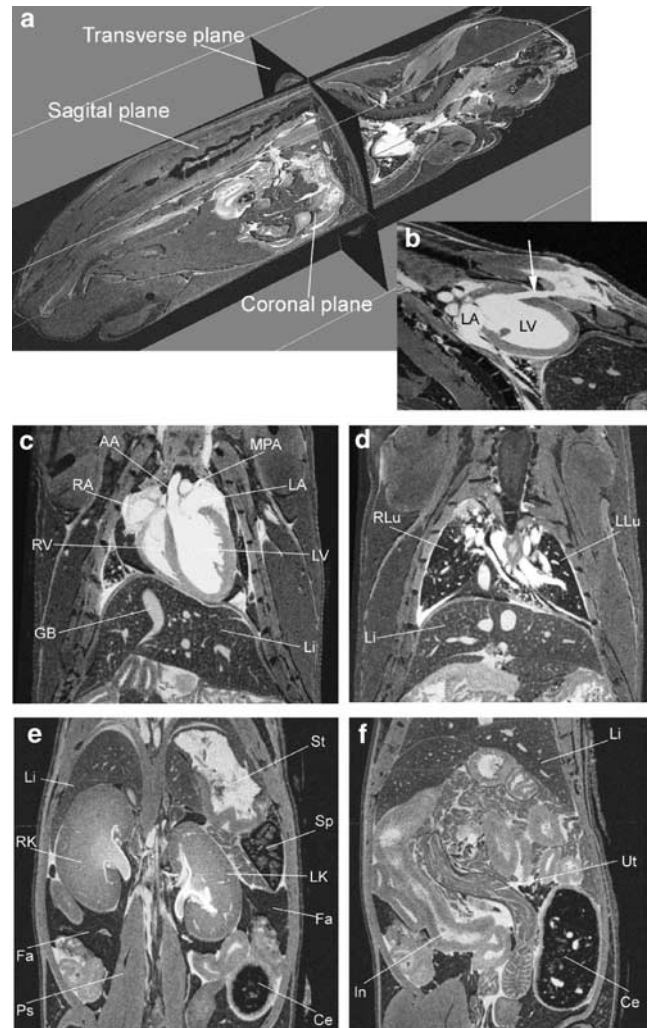 a
Transverse plane
Sagital plane
Coronal plane
b
LA
LV
c
AA
MPA
RA
LA
RV
LV
GB
Li
d
RLu
LLu
Li
e
St
Li
Sp
RK
LK
Fa
Fa
Ps
Ce
f
Li
Ut
In
Ce